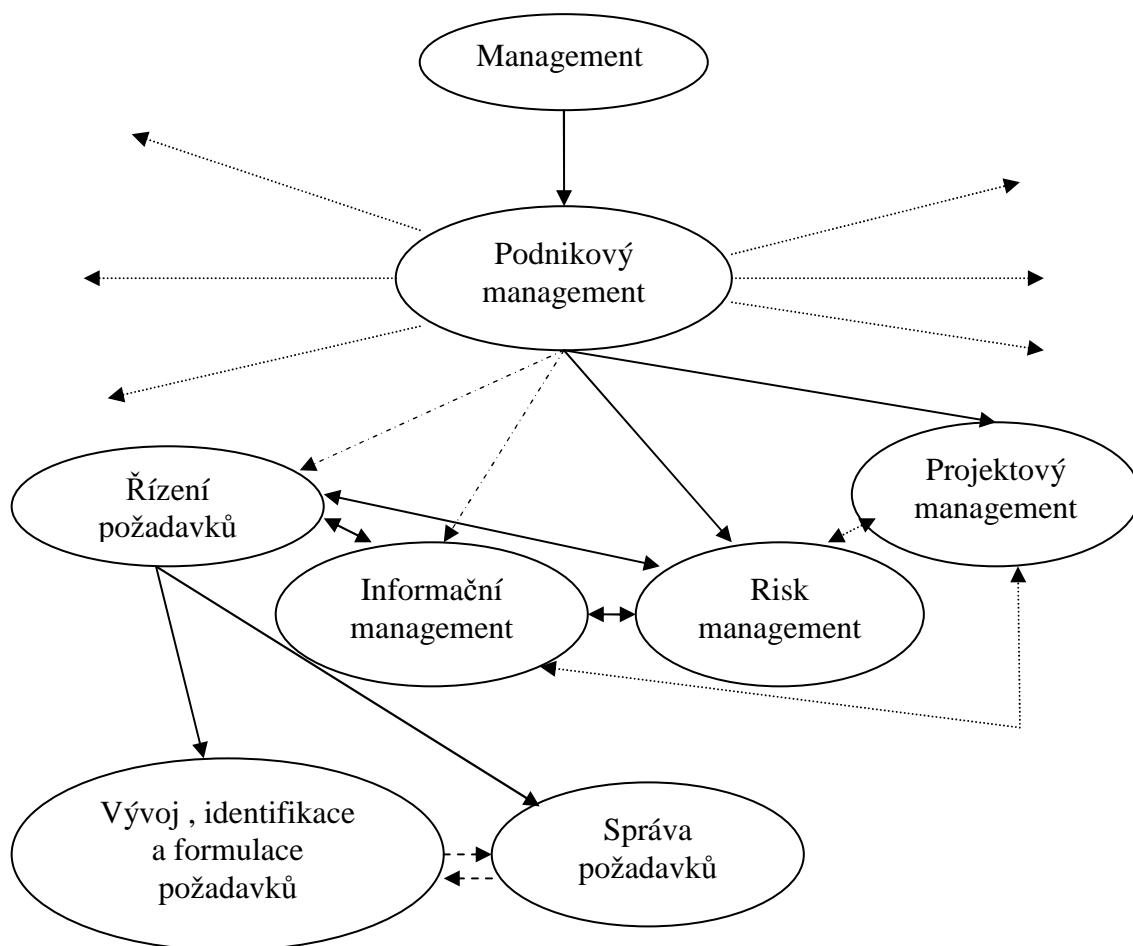 Management
Podnikový
management
Řízení
požadavků
Projektový
management
Informační
management
Risk
management
Vývoj , identifikace
a formulace
požadavků
Správa
požadavků